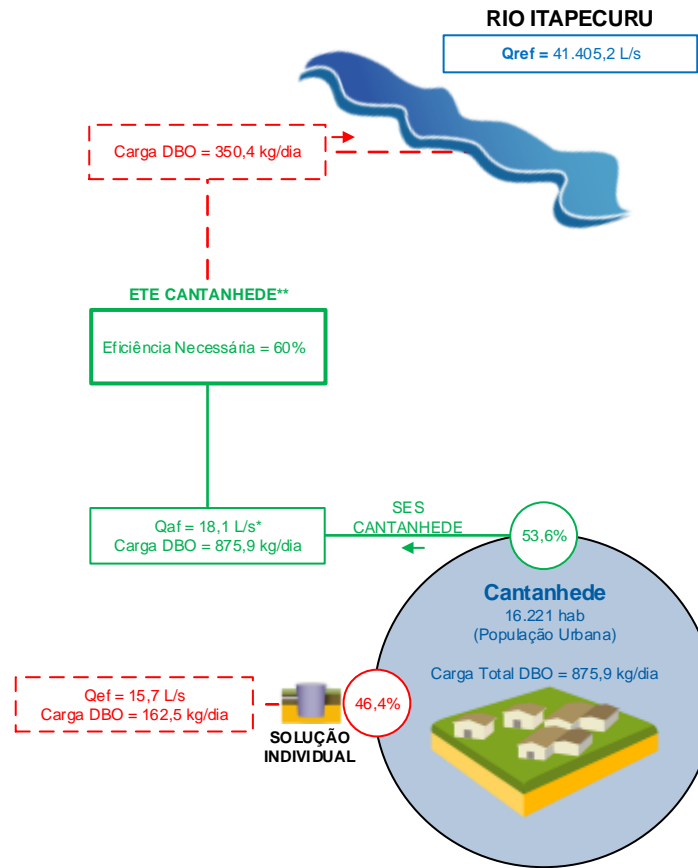 RIO ITAPECURU
Qref = 41.405,2 L/s
Carga DBO = 350,4 kg/dia
ETE CANTANHEDE**
Eficiência Necessária = 60%
Qaf = 18,1 L/s*
Carga DBO = 875,9 kg/dia
SES
CANTANHEDE
53,6%
Cantanhede
16.221 hab
(População Urbana)
Carga Total DBO = 875,9 kg/dia
Qef = 15,7 L/s
Carga DBO = 162,5 kg/dia
46,4%
SOLUÇÃO
INDIVIDUAL